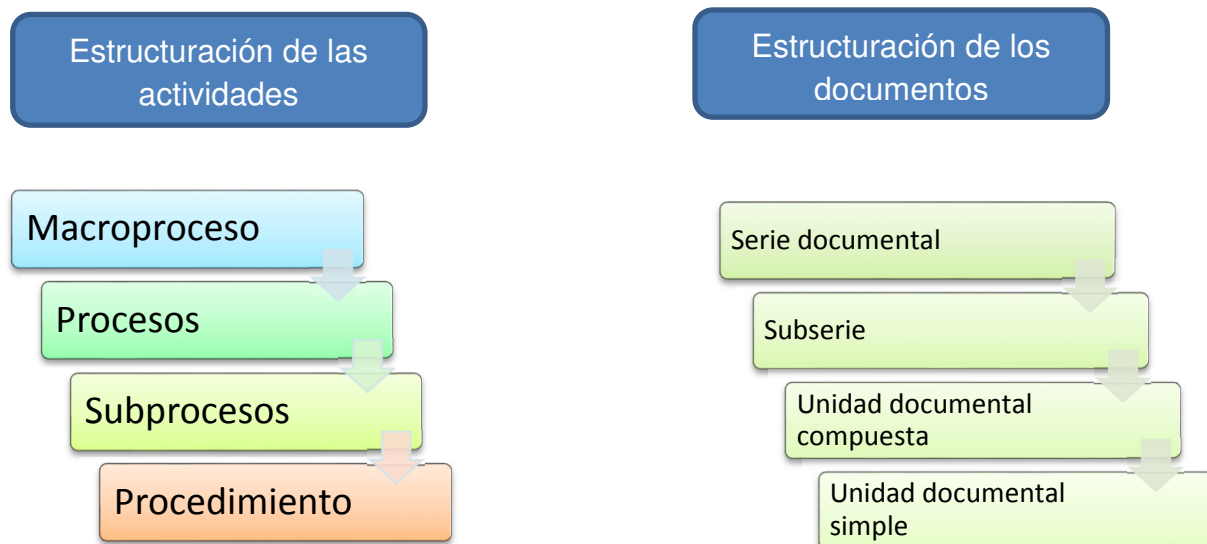 Estructuración de las
actividades
Macroproceso
Procesos
Subprocesos
Procedimiento
Estructuración de los
documentos
Serie documental
Subserie
Unidad documental
compuesta
Unidad documental
simple